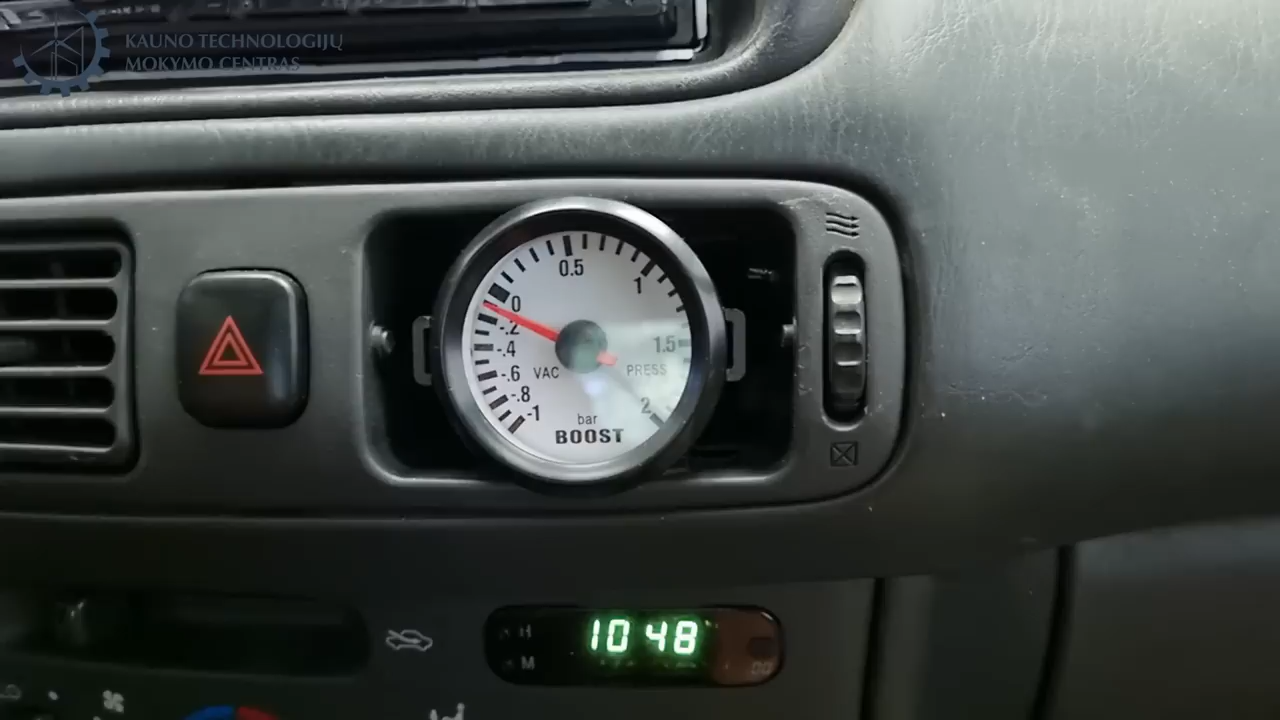 KAUNO TECHNOLOGIJŲ
MOKYMO CENTRAS
0.5
1
0
-.2
-.4
1.5
-.6
VAC
PRESS
-.8
2
-1
bar
BOOST
H
10 48
M
00